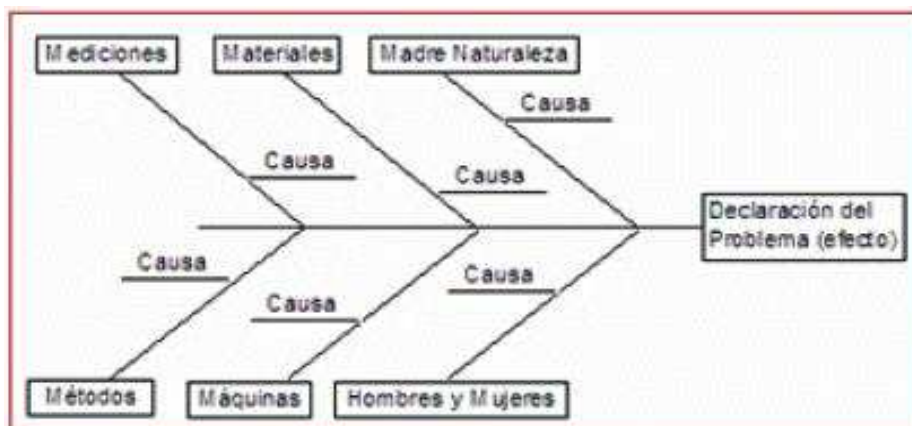 Mediciones
Materiales
Madre Naturaleza
Causa
Causa
Causa
Declaración del
Problema (efecto)
Causa
Causa
Causa
Métodos
Máquinas
Hombres y Mujeres